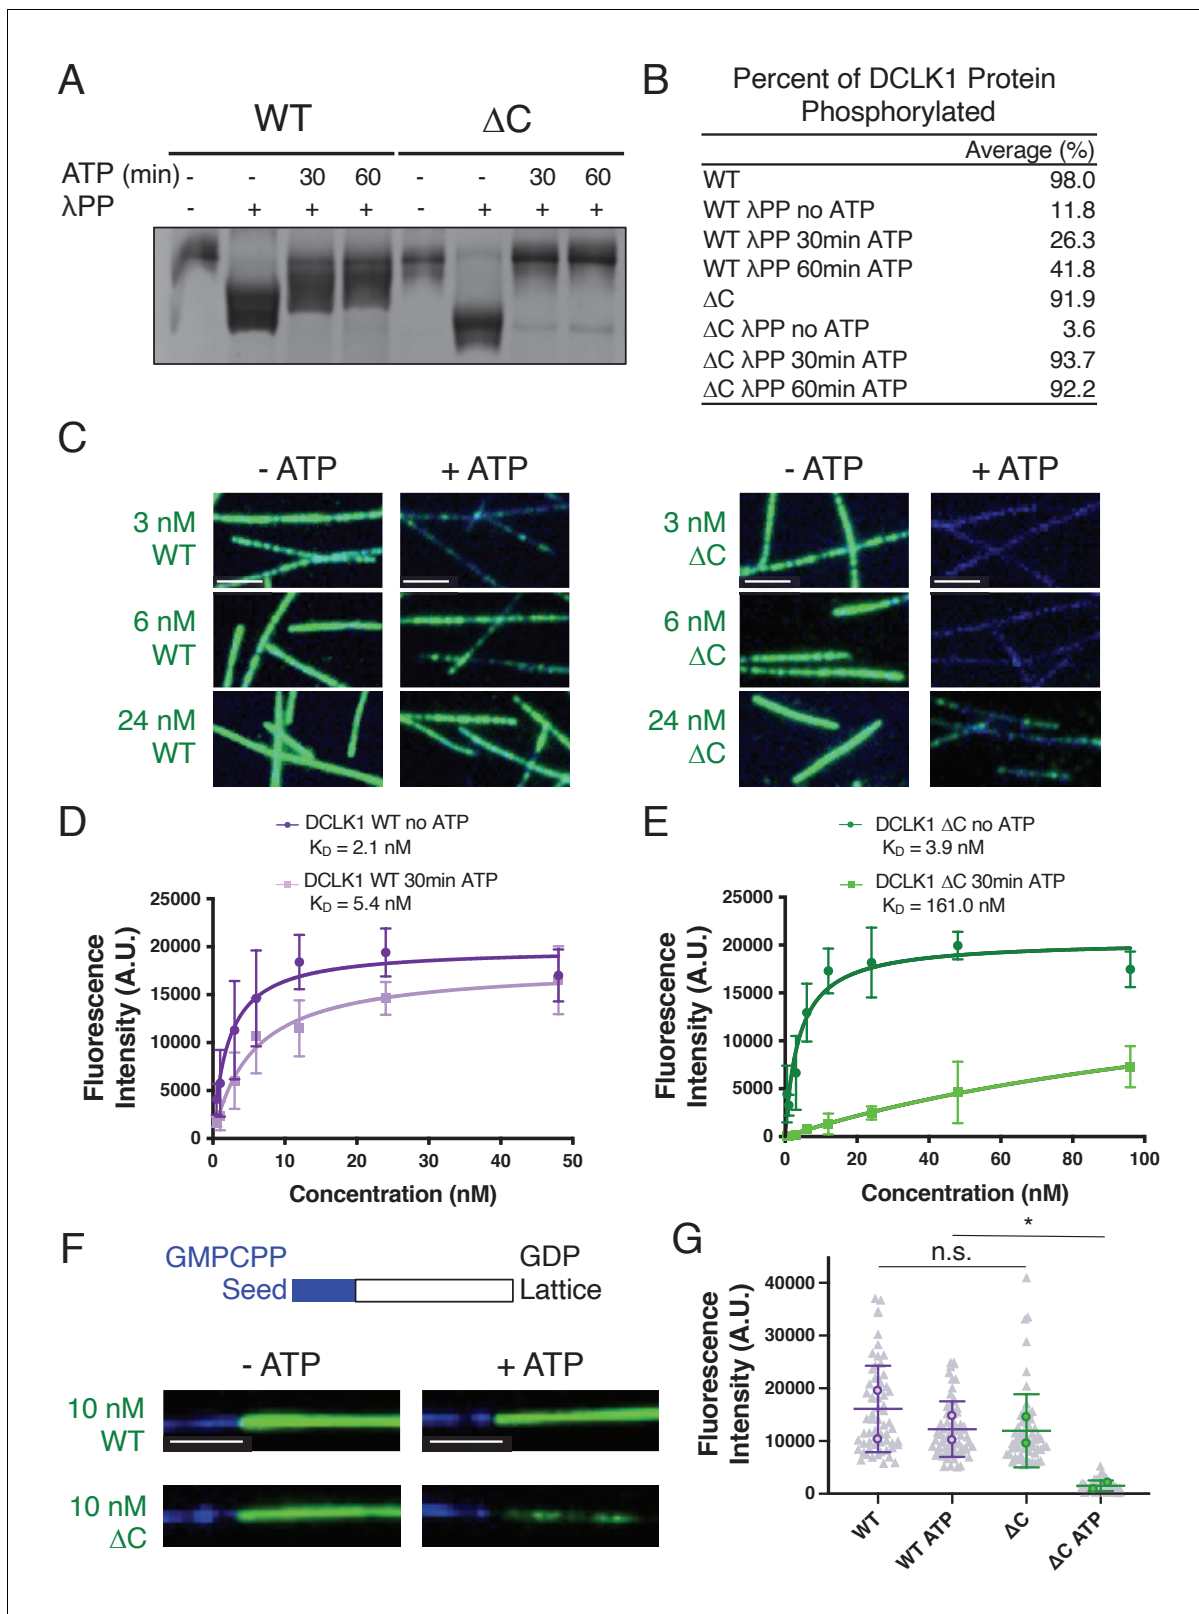 A
WT ΔC
ATP (min) - - 30 60 - - 30 60
λPP - + + + - + + +
B
Percent of DCLK1 Protein
Phosphorylated
Average (%)
WT 98.0
WT λPP no ATP 11.8
WT λPP 30min ATP 26.3
WT λPP 60min ATP 41.8
ΔC 91.9
ΔC λPP no ATP 3.6
ΔC λPP 30min ATP 93.7
ΔC λPP 60min ATP 92.2
C
- ATP + ATP - ATP + ATP
3 nM
WT
3 nM
ΔC
6 nM
WT
6 nM
ΔC
24 nM
WT
24 nM
ΔC
D
DCLK1 WT no ATP
KD = 2.1 nM
DCLK1 WT 30min ATP
KD = 5.4 nM
25000
20000
15000
10000
5000
0
Fluorescence
Intensity (A.U.)
0 10 20 30 40 50
Concentration (nM)
E
DCLK1 ΔC no ATP
KD = 3.9 nM
DCLK1 ΔC 30min ATP
KD = 161.0 nM
25000
20000
15000
10000
5000
0
Fluorescence
Intensity (A.U.)
0 20 40 60 80 100
Concentration (nM)
F
GMPCPP
Seed
GDP
Lattice
- ATP + ATP
10 nM
WT
10 nM
ΔC
G
*
n.s.
40000
30000
20000
10000
0
Fluorescence
Intensity (A.U.)
WT WT ATP ΔC ΔC ATP